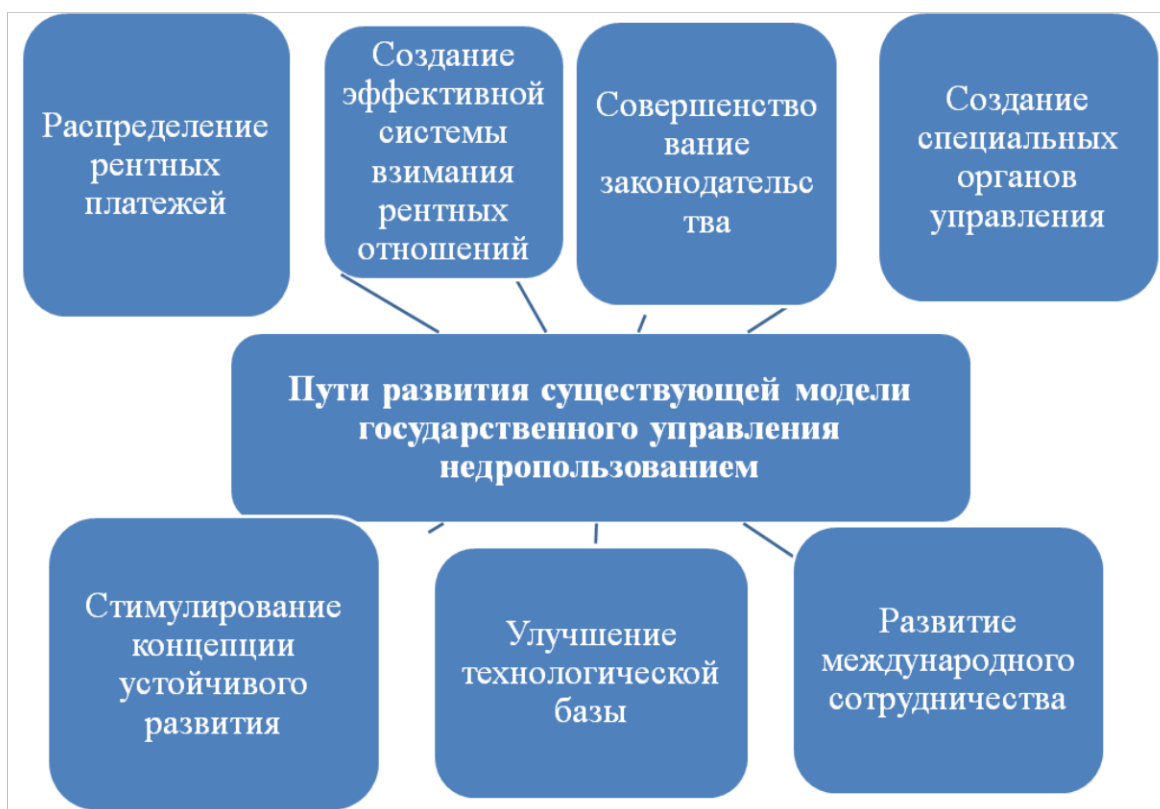 Распределение
рентных
платежей
Создание
эффективной
системы
взимания
рентных
отношений
Совершенство
вание
законодательс
тва
Создание
специальных
органов
управления
Пути развития существующей модели
государственного управления
недропользованием
Стимулирование
концепции
устойчивого
развития
Улучшение
технологической
базы
Развитие
международного
сотрудничества